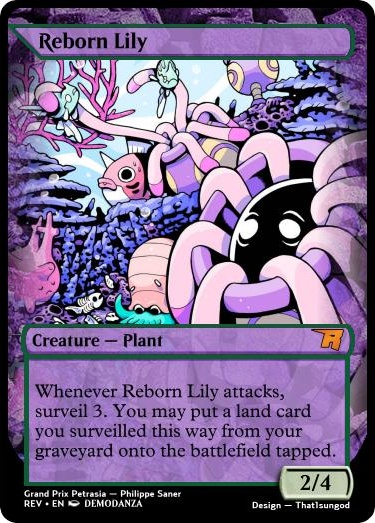 Reborn Lily
Creature — Plant
Whenever Reborn Lily attacks,
surveil 3. You may put a land card
you surveilled this way from your
graveyard onto the battlefield tapped.
2/4
Grand Prix Petrasia — Philippe Saner
REV • EN DEMODANZA
Design — That1sungod